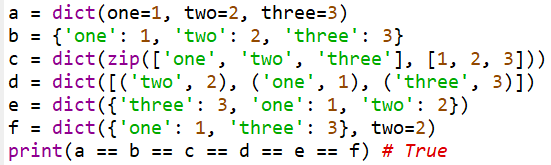 a = dict(one=1, two=2, three=3)
b = {'one': 1, 'two': 2, 'three': 3}
c = dict(zip(['one', 'two', 'three'], [1, 2, 3]))
d = dict([('two', 2), ('one', 1), ('three', 3)])
e = dict({'three': 3, 'one': 1, 'two': 2})
f = dict({'one': 1, 'three': 3}, two=2)
print(a == b == c == d == e == f) # True